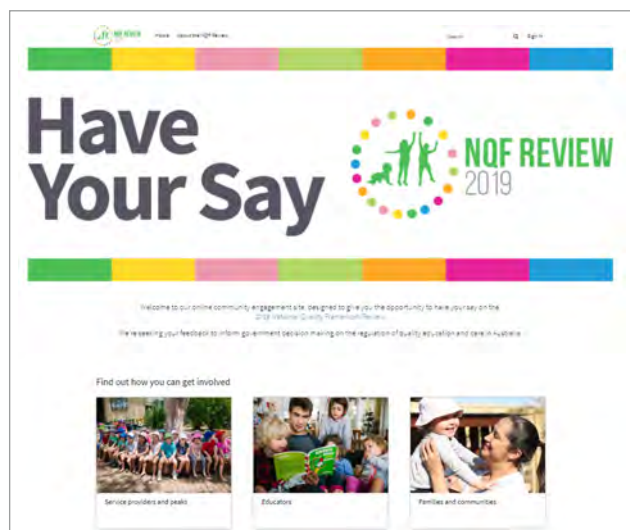 NQF REVIEW Home About the NQF Review Search Sign In
Have
Your Say
NQF REVIEW
2019
Welcome to our online community engagement site, designed to give you the opportunity to have your say on the
2019 National Quality Framework Review.
We're seeking your feedback to inform government decision making on the regulation of quality education and care in Australia.
Find out how you can get involved
Service providers and peaks
Educators
Families and communities